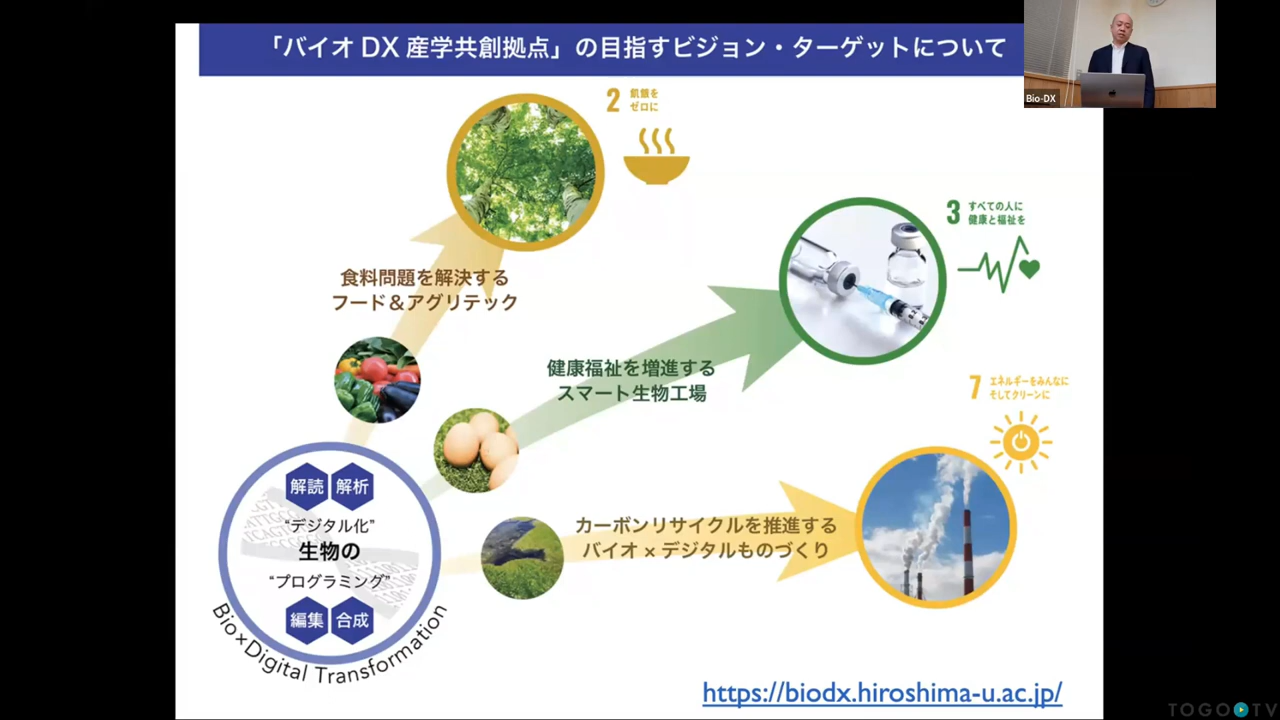 「バイオ DX 産学共創拠点」の目指すビジョン・ターゲットについて
Bio-DX
2 飢餓を
ゼロに
3 すべての人に
健康と福祉を
食料問題を解決する
フード＆アグリテック
健康福祉を増進する
スマート生物工場
7 エネルギーをみんなに
そしてクリーンに
解読 解析
“デジタル化”
生物の
“プログラミング”
編集 合成
Bio×Digital Transformation
カーボンリサイクルを推進する
バイオ × デジタルものづくり
https://biodx.hiroshima-u.ac.jp/
TOGO TV